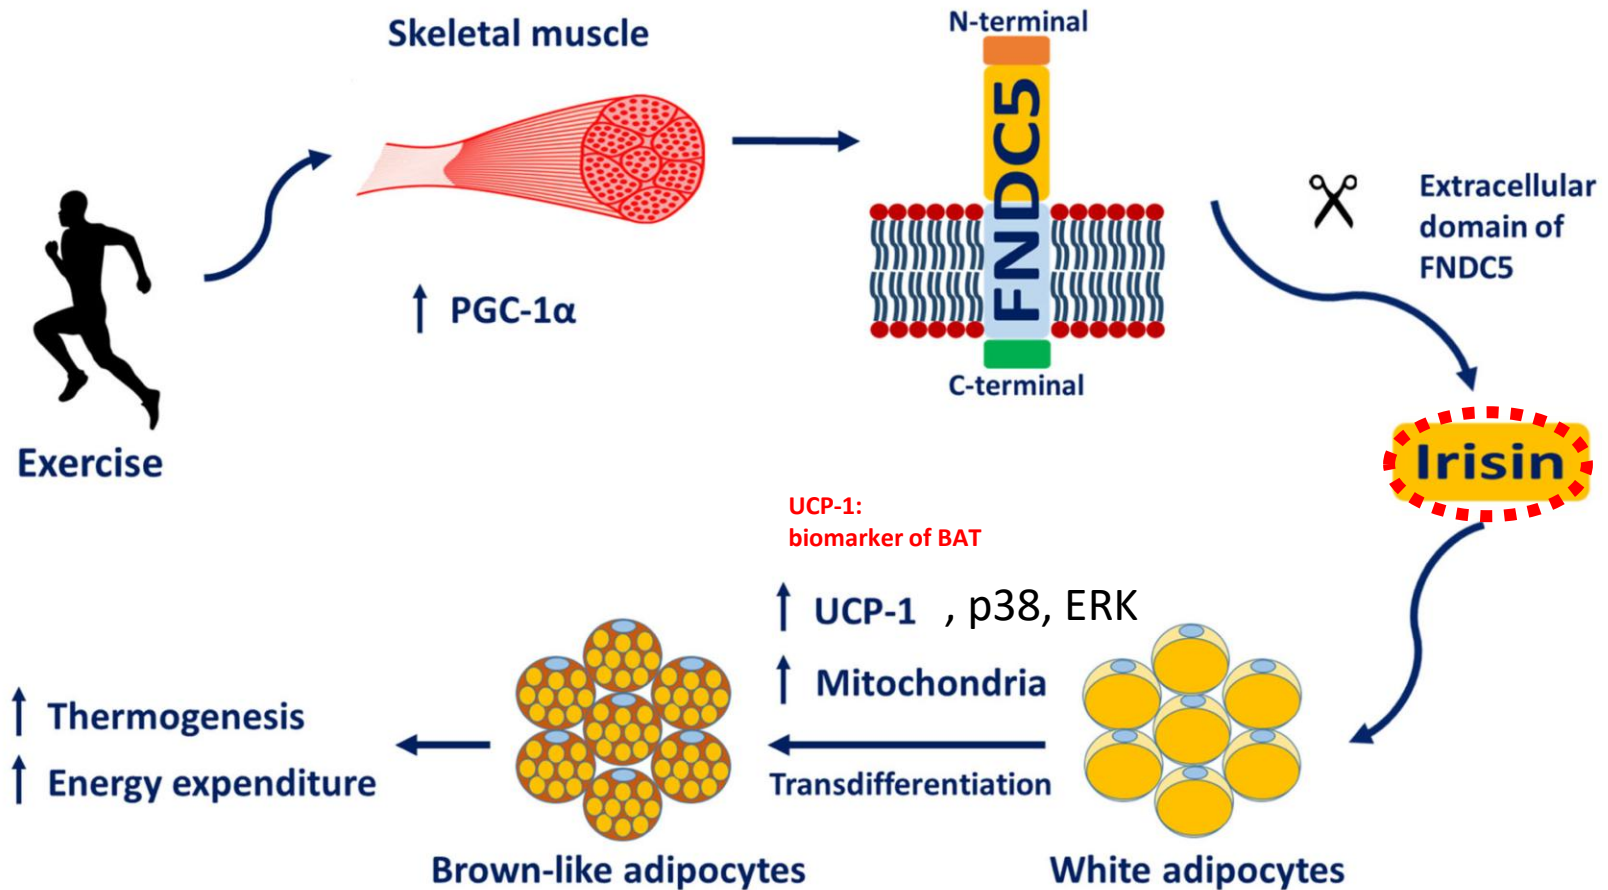 Skeletal muscle
N-terminal
FNDC5
Extracellular
domain of
FNDC5
PGC-1α
C-terminal
Exercise
Irisin
UCP-1:
biomarker of BAT
UCP-1 , p38, ERK
Mitochondria
Thermogenesis
Energy expenditure
Transdifferentiation
Brown-like adipocytes
White adipocytes